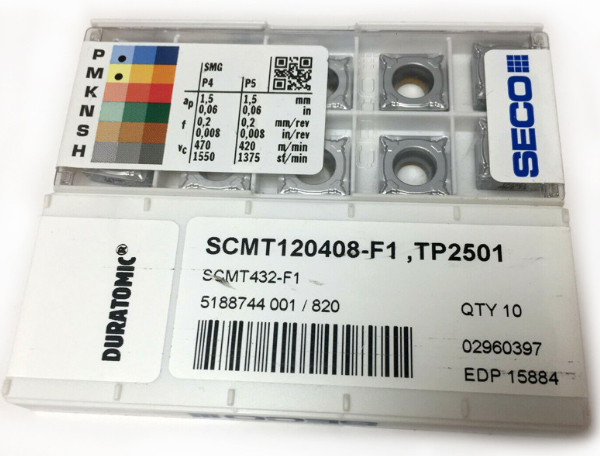 P
M
K
N
S
H
SMG
P4 P5
ap 1,5 1,5 mm
0,06 0,06 in
f 0,2 0,2 mm/rev
0,008 0,008 in/rev
vc 470 420 m/min
1550 1375 sf/min
SECO
DURATOMIC®
SCMT120408-F1 ,TP2501
SCMT432-F1
5188744 001 / 820
QTY 10
02960397
EDP 15884